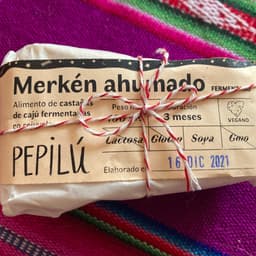 Merkén ahumado
Alimento de castañas
de cajú fermentadas
Peso
3 meses
VEGANO
Lactosa Gluten Soya Gmo
PEPILÚ
Elaborado
16 DIC 2021